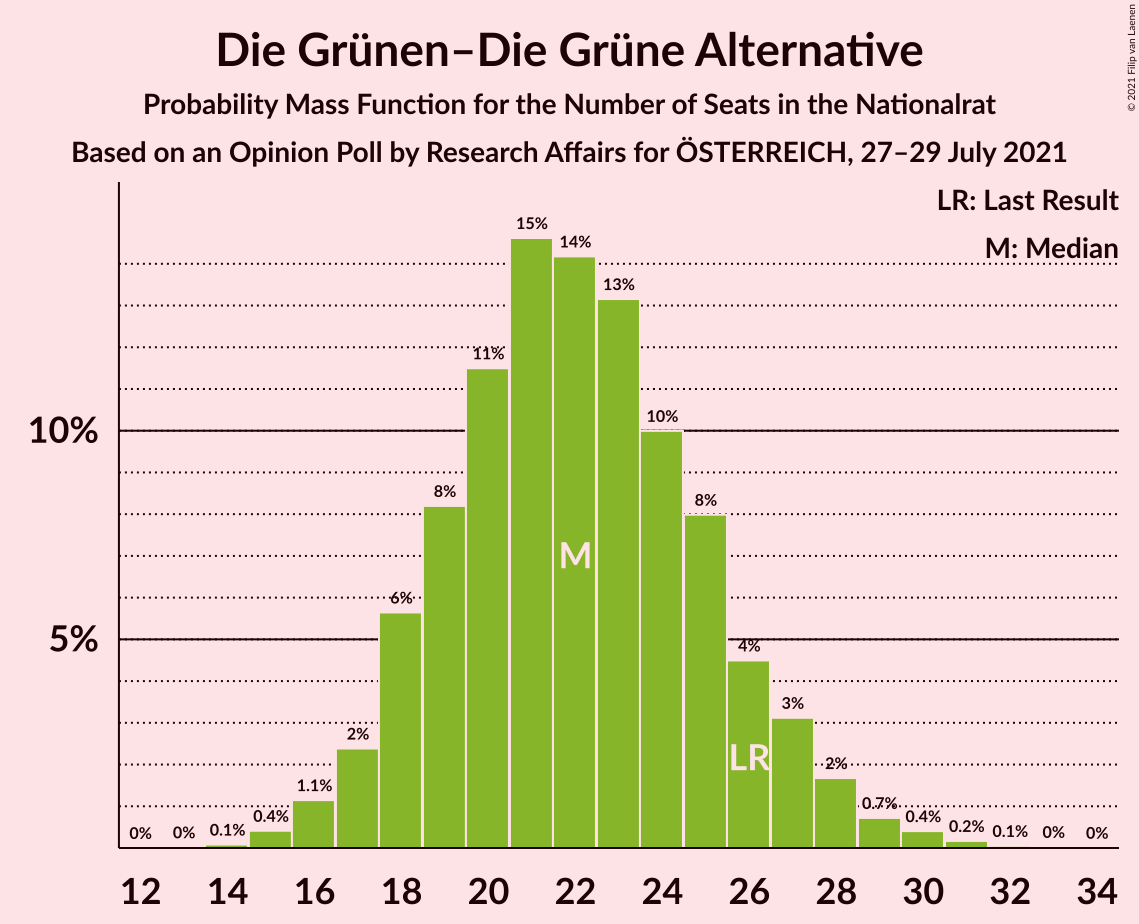 Die Grünen–Die Grüne Alternative
Probability Mass Function for the Number of Seats in the Nationalrat
Based on an Opinion Poll by Research Affairs for ÖSTERREICH, 27–29 July 2021
© 2021 Filip van Laenen
LR: Last Result
M: Median
10%
5%
0% 0% 0.1% 0.4% 1.1% 2% 6% 8% 11% 15% 14% 13% 10% 8% 4% 3% 2% 0.7% 0.4% 0.2% 0.1% 0% 0%
M
LR
12 14 16 18 20 22 24 26 28 30 32 34